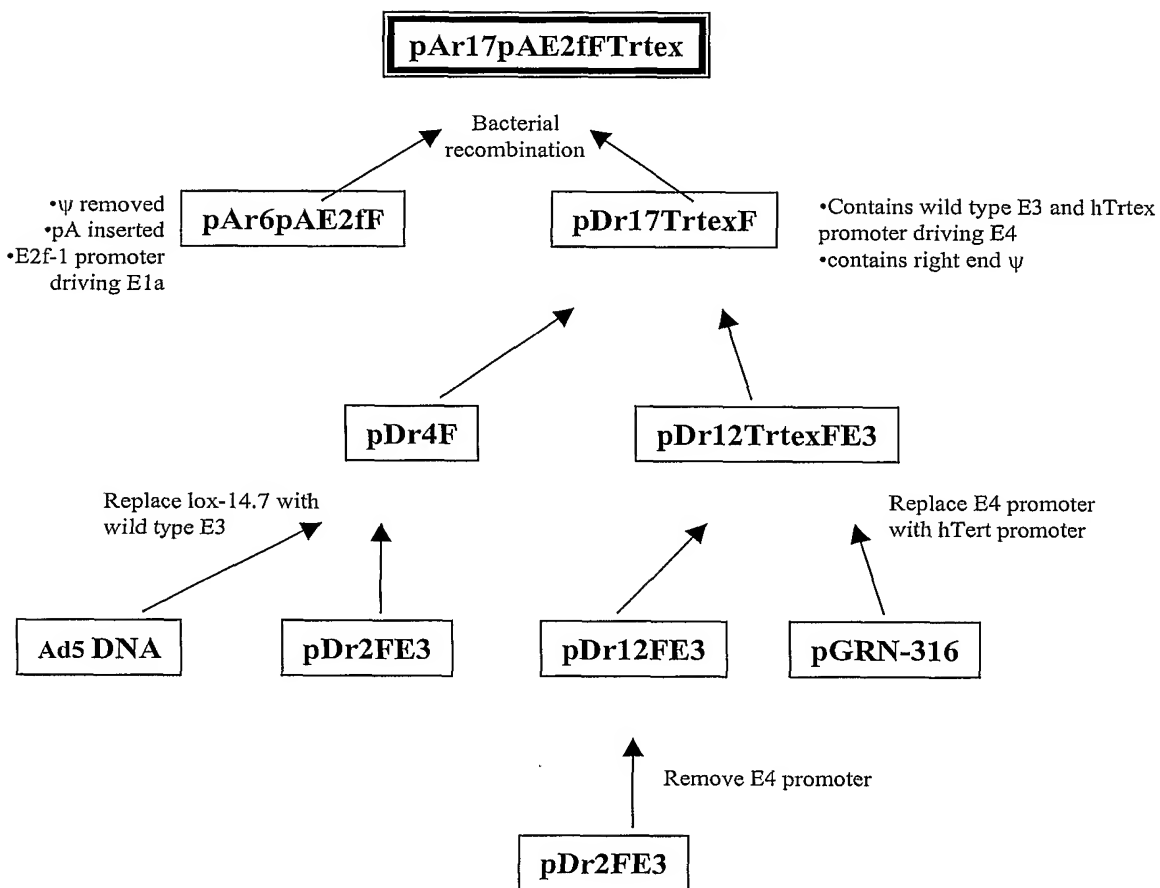 pAr17pAE2fFTrtex
Bacterial
recombination
•ψ removed
•pA inserted
•E2f-1 promoter
driving E1a
pAr6pAE2fF
pDr17TrtexF
•Contains wild type E3 and hTrtex
promoter driving E4
•contains right end ψ
pDr4F
pDr12TrtexFE3
Replace lox-14.7 with
wild type E3
Replace E4 promoter
with hTert promoter
Ad5 DNA
pDr2FE3
pDr12FE3
pGRN-316
Remove E4 promoter
pDr2FE3